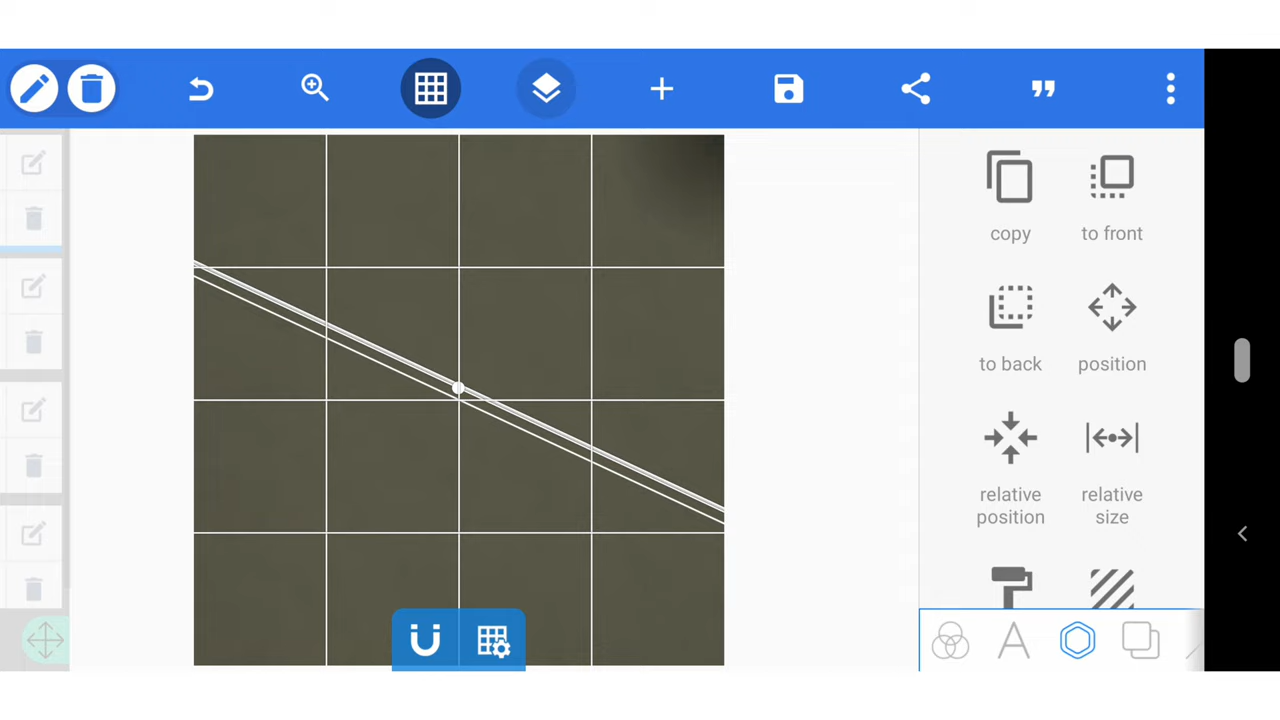 copy
to front
to back
position
relative
position
relative
size